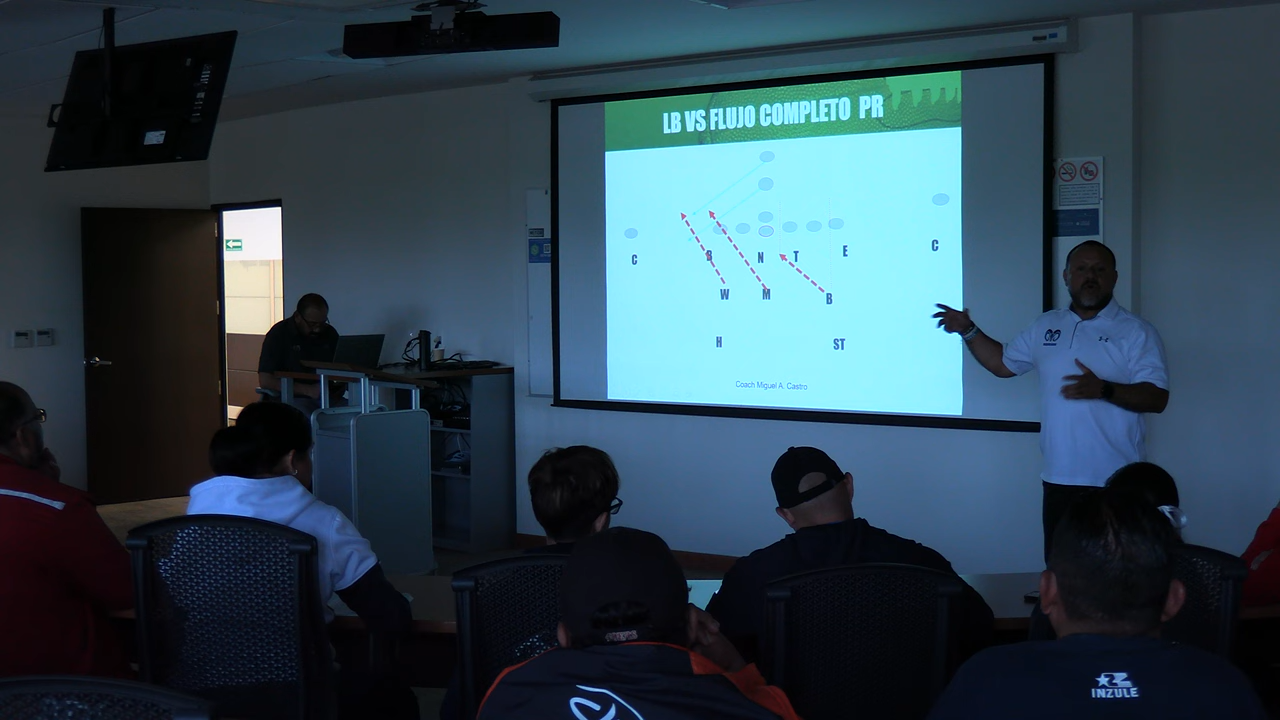 LB VS FLUJO COMPLETO PR
C
B
N
T
E
C
W
M
B
H
ST
Coach Miguel A. Castro
INZULE